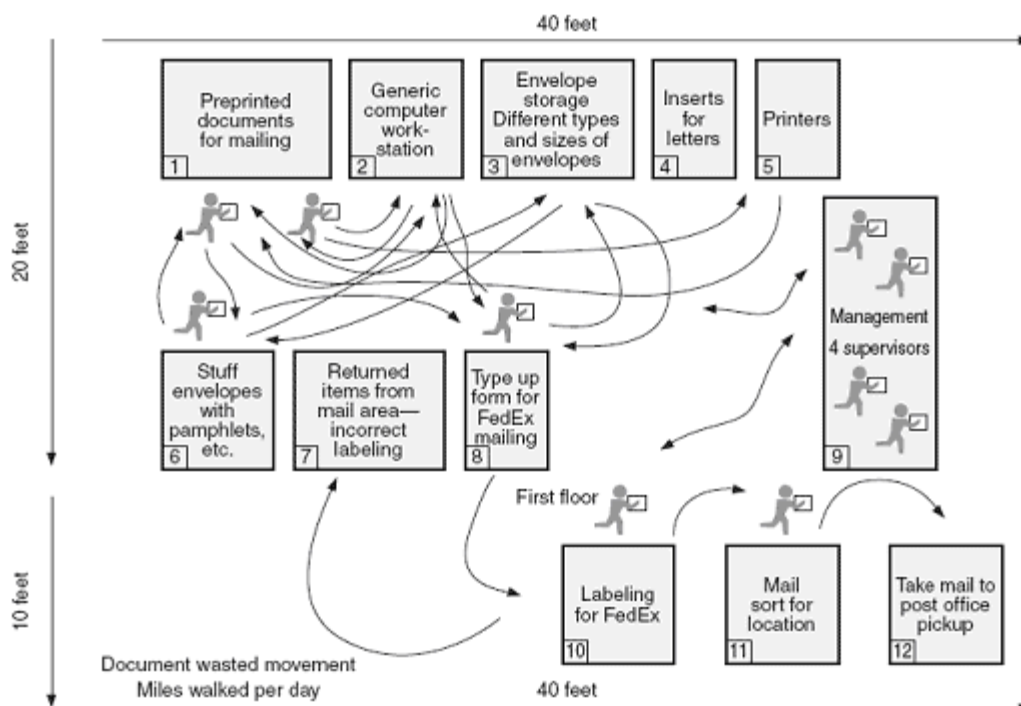 40 feet
20 feet
Preprinted
documents
for mailing
1
Generic
computer
work-
station
2
Envelope
storage
Different types
and sizes of
envelopes
3
Inserts
for
letters
4
Printers
5
Stuff
envelopes
with
pamphlets,
etc.
6
Returned
items from
mail area—
incorrect
labeling
7
Type up
form for
FedEx
mailing
8
Management
4 supervisors
9
First floor
10 feet
Labeling
for FedEx
10
Mail
sort for
location
11
Take mail to
post office
pickup
12
Document wasted movement
Miles walked per day
40 feet